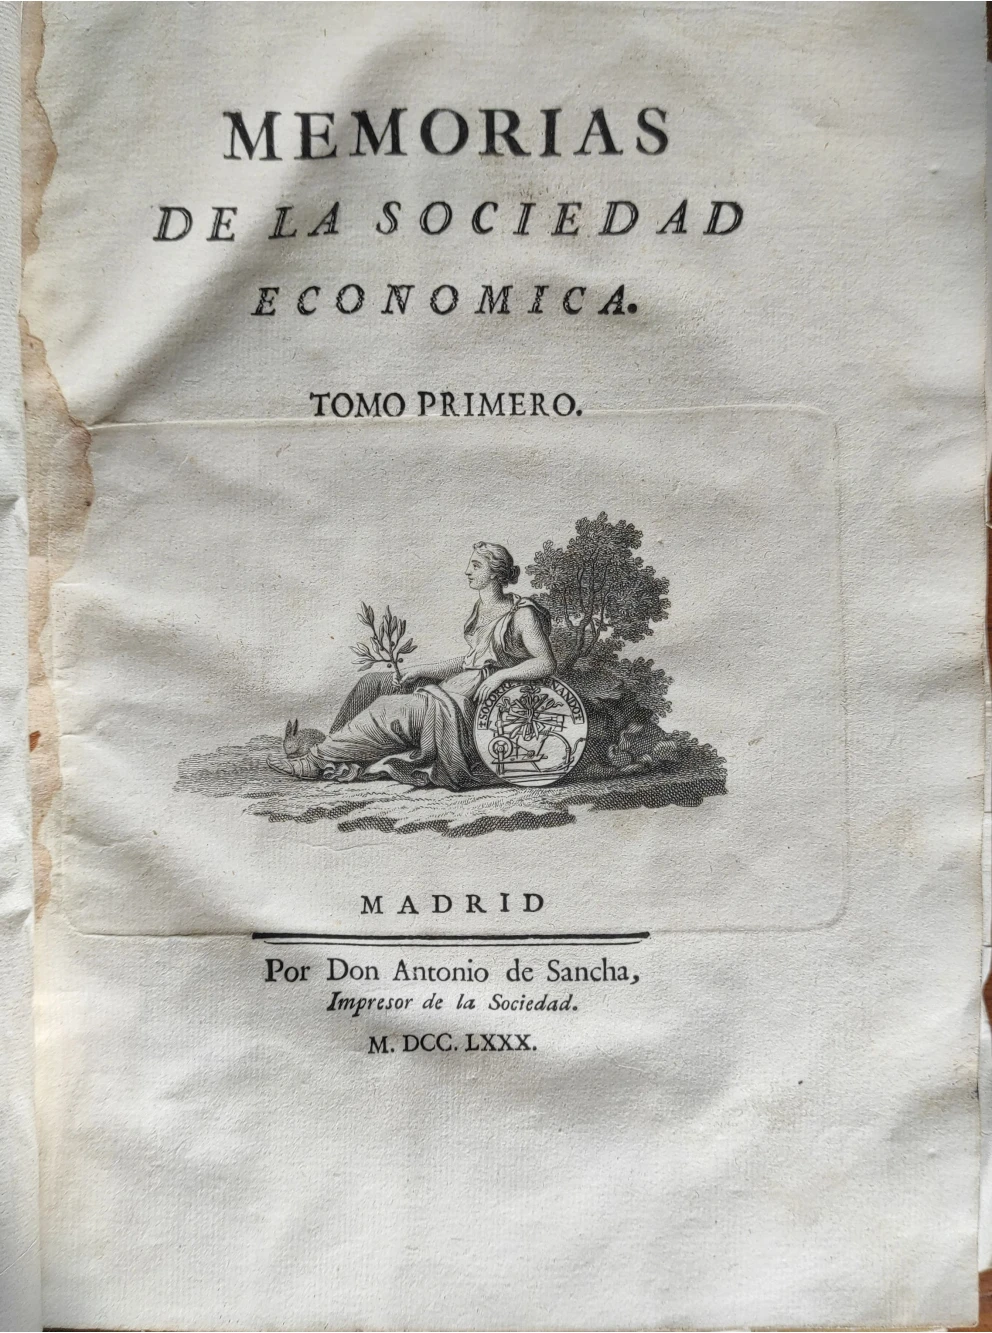 MEMORIAS
DE LA SOCIEDAD
ECONOMICA.
TOMO PRIMERO.
MADRID
Por Don Antonio de Sancha,
Impresor de la Sociedad.
M. DCC. LXXX.